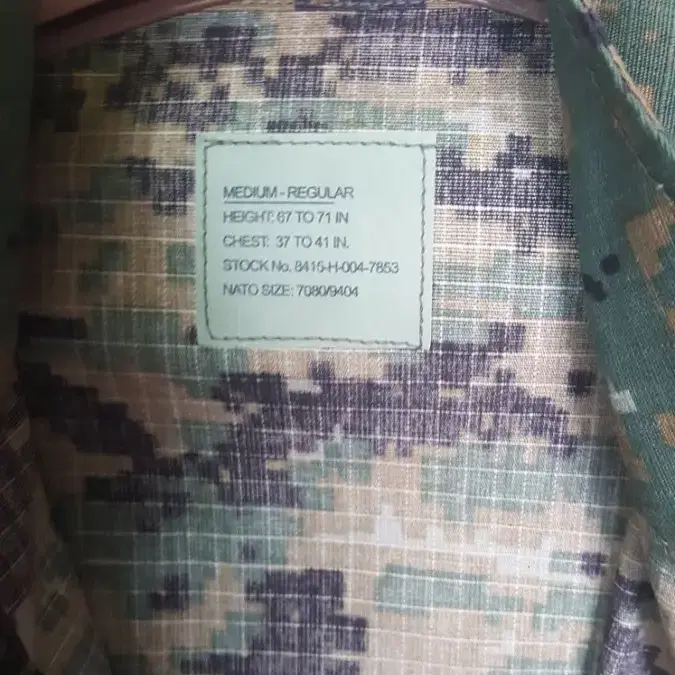 MEDIUM - REGULAR
HEIGHT: 67 TO 71 IN
CHEST: 37 TO 41 IN.
STOCK No. 8415-H-004-7853
NATO SIZE: 7080/9404